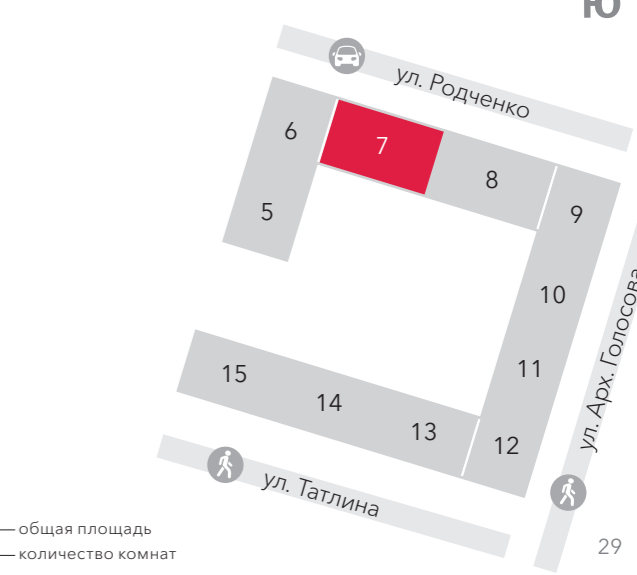 Ю
ул. Родченко
6
7
8
9
5
10
ул. Арх. Голосова
11
15
14
13
12
ул. Татлина
— общая площадь
— количество комнат
29